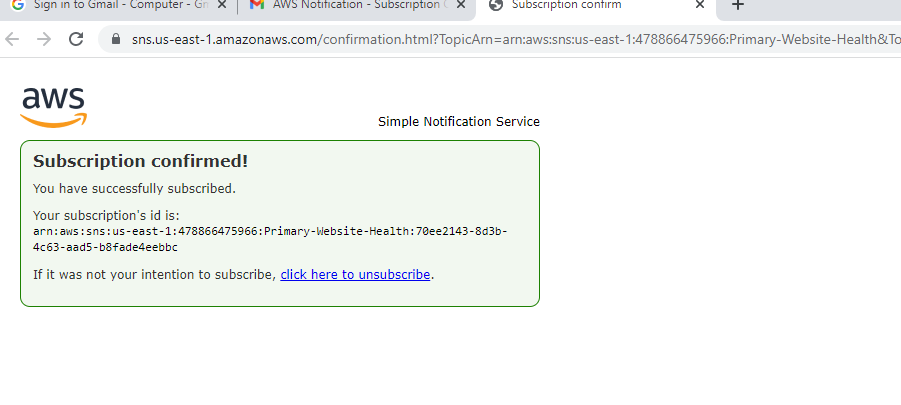 Sign in to Gmail - Computer - Gm
AWS Notification - Subscription C
Subscription confirm
sns.us-east-1.amazonaws.com/confirmation.html?TopicArn=arn:aws:sns:us-east-1:478866475966:Primary-Website-Health&To
aws
Simple Notification Service
Subscription confirmed!
You have successfully subscribed.
Your subscription's id is:
arn:aws:sns:us-east-1:478866475966:Primary-Website-Health:70ee2143-8d3b-
4c63-aad5-b8fade4eebbc
If it was not your intention to subscribe, click here to unsubscribe.